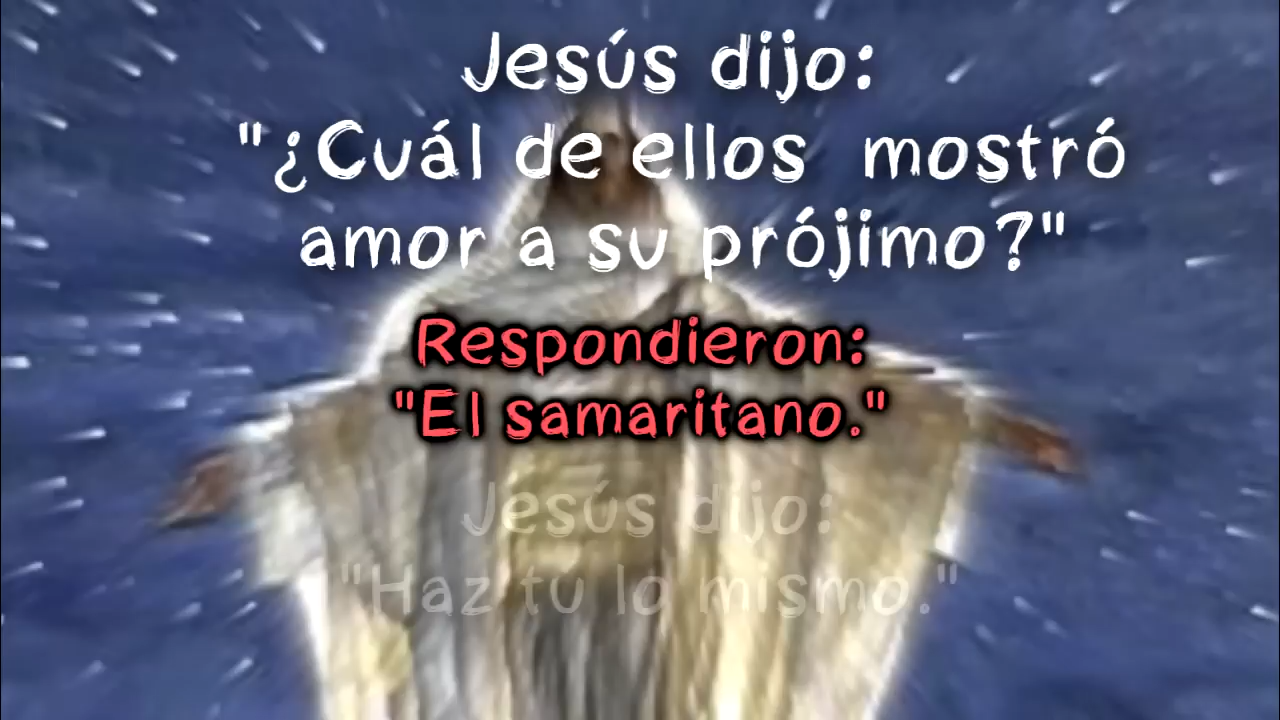 Jesús dijo:
"¿Cuál de ellos mostró
amor a su prójimo?"
Respondieron:
"El samaritano."
Jesús dijo:
"Haz tu lo mismo."